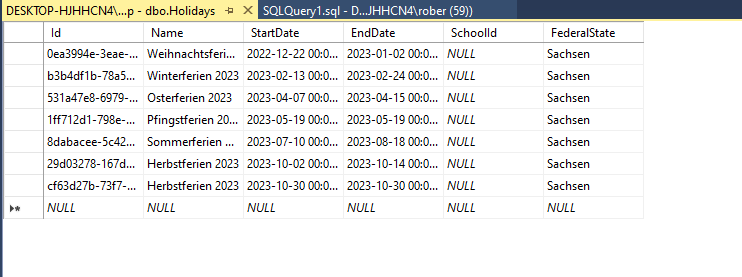 DESKTOP-HJHHCN4\...p - dbo.Holidays SQLQuery1.sql - D...JHHCN4\rober (59))
Id Name StartDate EndDate SchoolId FederalState
0ea3994e-3eae-... Weihnachtsferi... 2022-12-22 00:0... 2023-01-02 00:0... NULL Sachsen
b3b4df1b-78a5... Winterferien 2023 2023-02-13 00:0... 2023-02-24 00:0... NULL Sachsen
531a47e8-6979-... Osterferien 2023 2023-04-07 00:0... 2023-04-15 00:0... NULL Sachsen
1ff712d1-798e-... Pfingstferien 20... 2023-05-19 00:0... 2023-05-19 00:0... NULL Sachsen
8dabacee-5c42... Sommerferien ... 2023-07-10 00:0... 2023-08-18 00:0... NULL Sachsen
29d03278-167d... Herbstferien 2023 2023-10-02 00:0... 2023-10-14 00:0... NULL Sachsen
cf63d27b-73f7-... Herbstferien 2023 2023-10-30 00:0... 2023-10-30 00:0... NULL Sachsen
NULL NULL NULL NULL NULL NULL